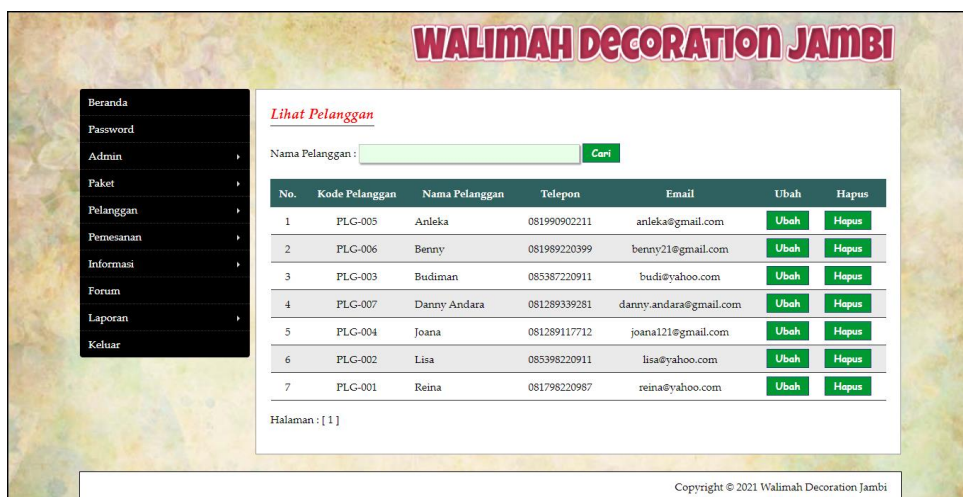 WALIMAH DECORATION JAMBI
Beranda
Password
Admin
Paket
Pelanggan
Pemesanan
Informasi
Forum
Laporan
Keluar
Lihat Pelanggan
Nama Pelanggan : Cari
No. Kode Pelanggan Nama Pelanggan Telepon Email Ubah Hapus
1 PLG-005 Anleka 081990902211 anleka@gmail.com Ubah Hapus
2 PLG-006 Benny 081989220399 benny21@gmail.com Ubah Hapus
3 PLG-003 Budiman 085387220911 budi@yahoo.com Ubah Hapus
4 PLG-007 Danny Andara 081289339281 danny.andara@gmail.com Ubah Hapus
5 PLG-004 Joana 081289117712 joana121@gmail.com Ubah Hapus
6 PLG-002 Lisa 085398220911 lisa@yahoo.com Ubah Hapus
7 PLG-001 Reina 081798220987 reina@yahoo.com Ubah Hapus
Halaman : [ 1 ]
Copyright © 2021 Walimah Decoration Jambi